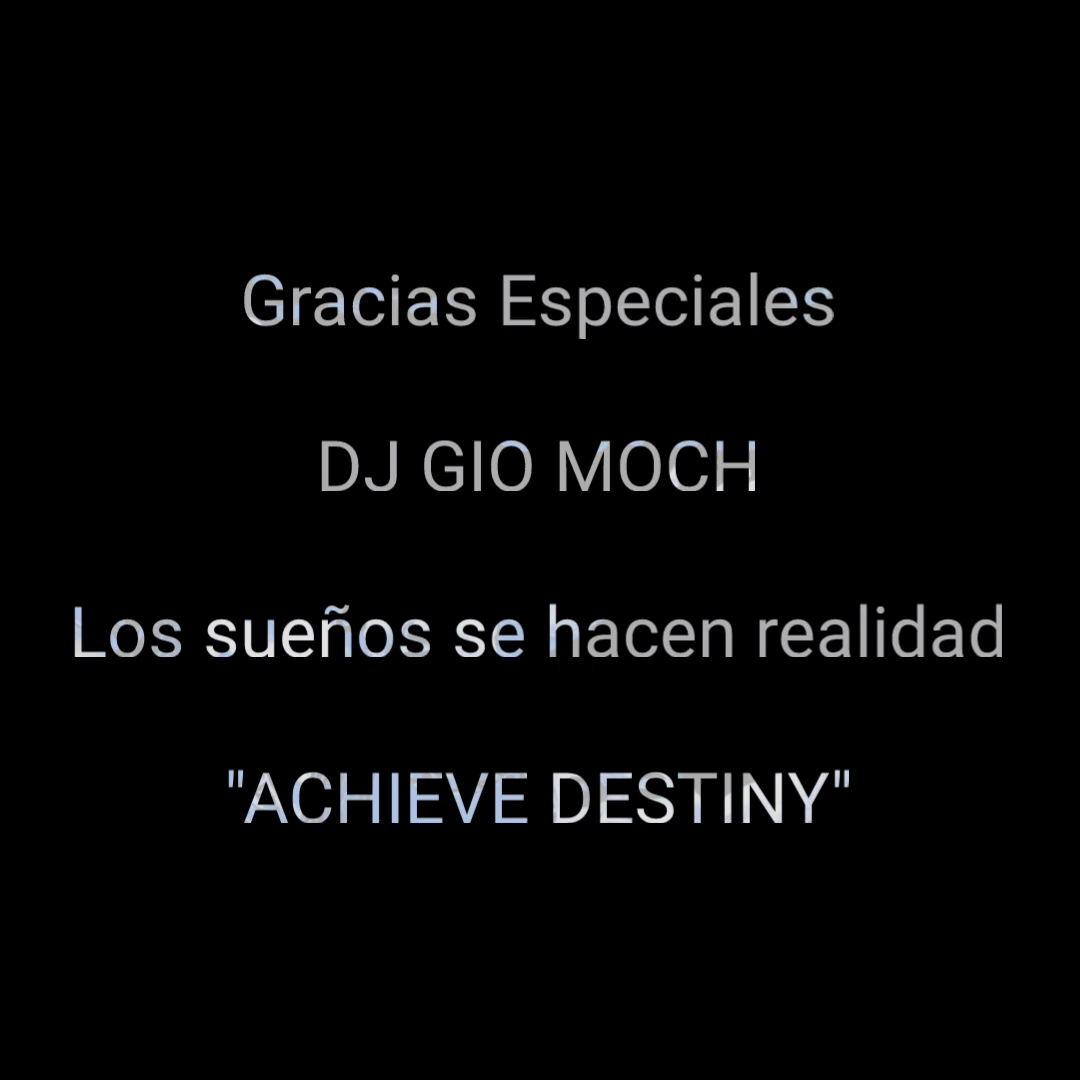 Gracias Especiales
DJ GIO MOCH
Los sueños se hacen realidad
"ACHIEVE DESTINY"